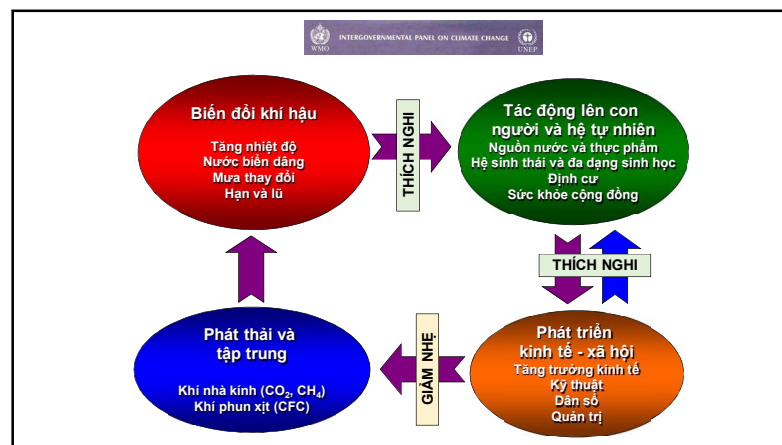 INTERGOVERNMENTAL PANEL ON CLIMATE CHANGE
WMO
UNEP
Biến đổi khí hậu
Tăng nhiệt độ
Nước biển dâng
Mưa thay đổi
Hạn và lũ
THÍCH NGHI
Tác động lên con
người và hệ tự nhiên
Nguồn nước và thực phẩm
Hệ sinh thái và đa dạng sinh học
Định cư
Sức khỏe cộng đồng
THÍCH NGHI
Phát thải và
tập trung
Khí nhà kính (CO₂, CH₄)
Khí phun xịt (CFC)
GIẢM NHẸ
Phát triển
kinh tế - xã hội
Tăng trưởng kinh tế
Kỹ thuật
Dân số
Quản trị